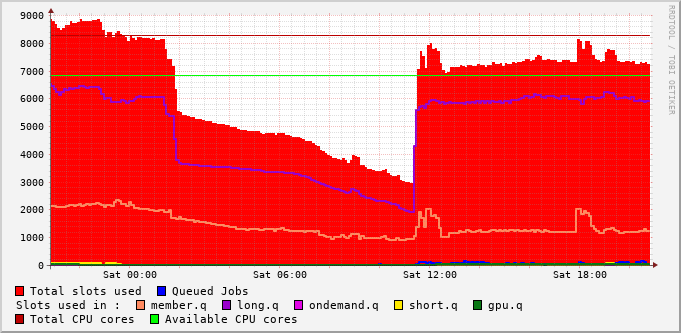 9000
8000
7000
6000
5000
4000
3000
2000
1000
0
Sat 00:00 Sat 06:00 Sat 12:00 Sat 18:00
Total slots used Queued Jobs
Slots used in : member.q long.q ondemand.q short.q gpu.q
Total CPU cores Available CPU cores
RRDTOOL / TOBI OETIKER